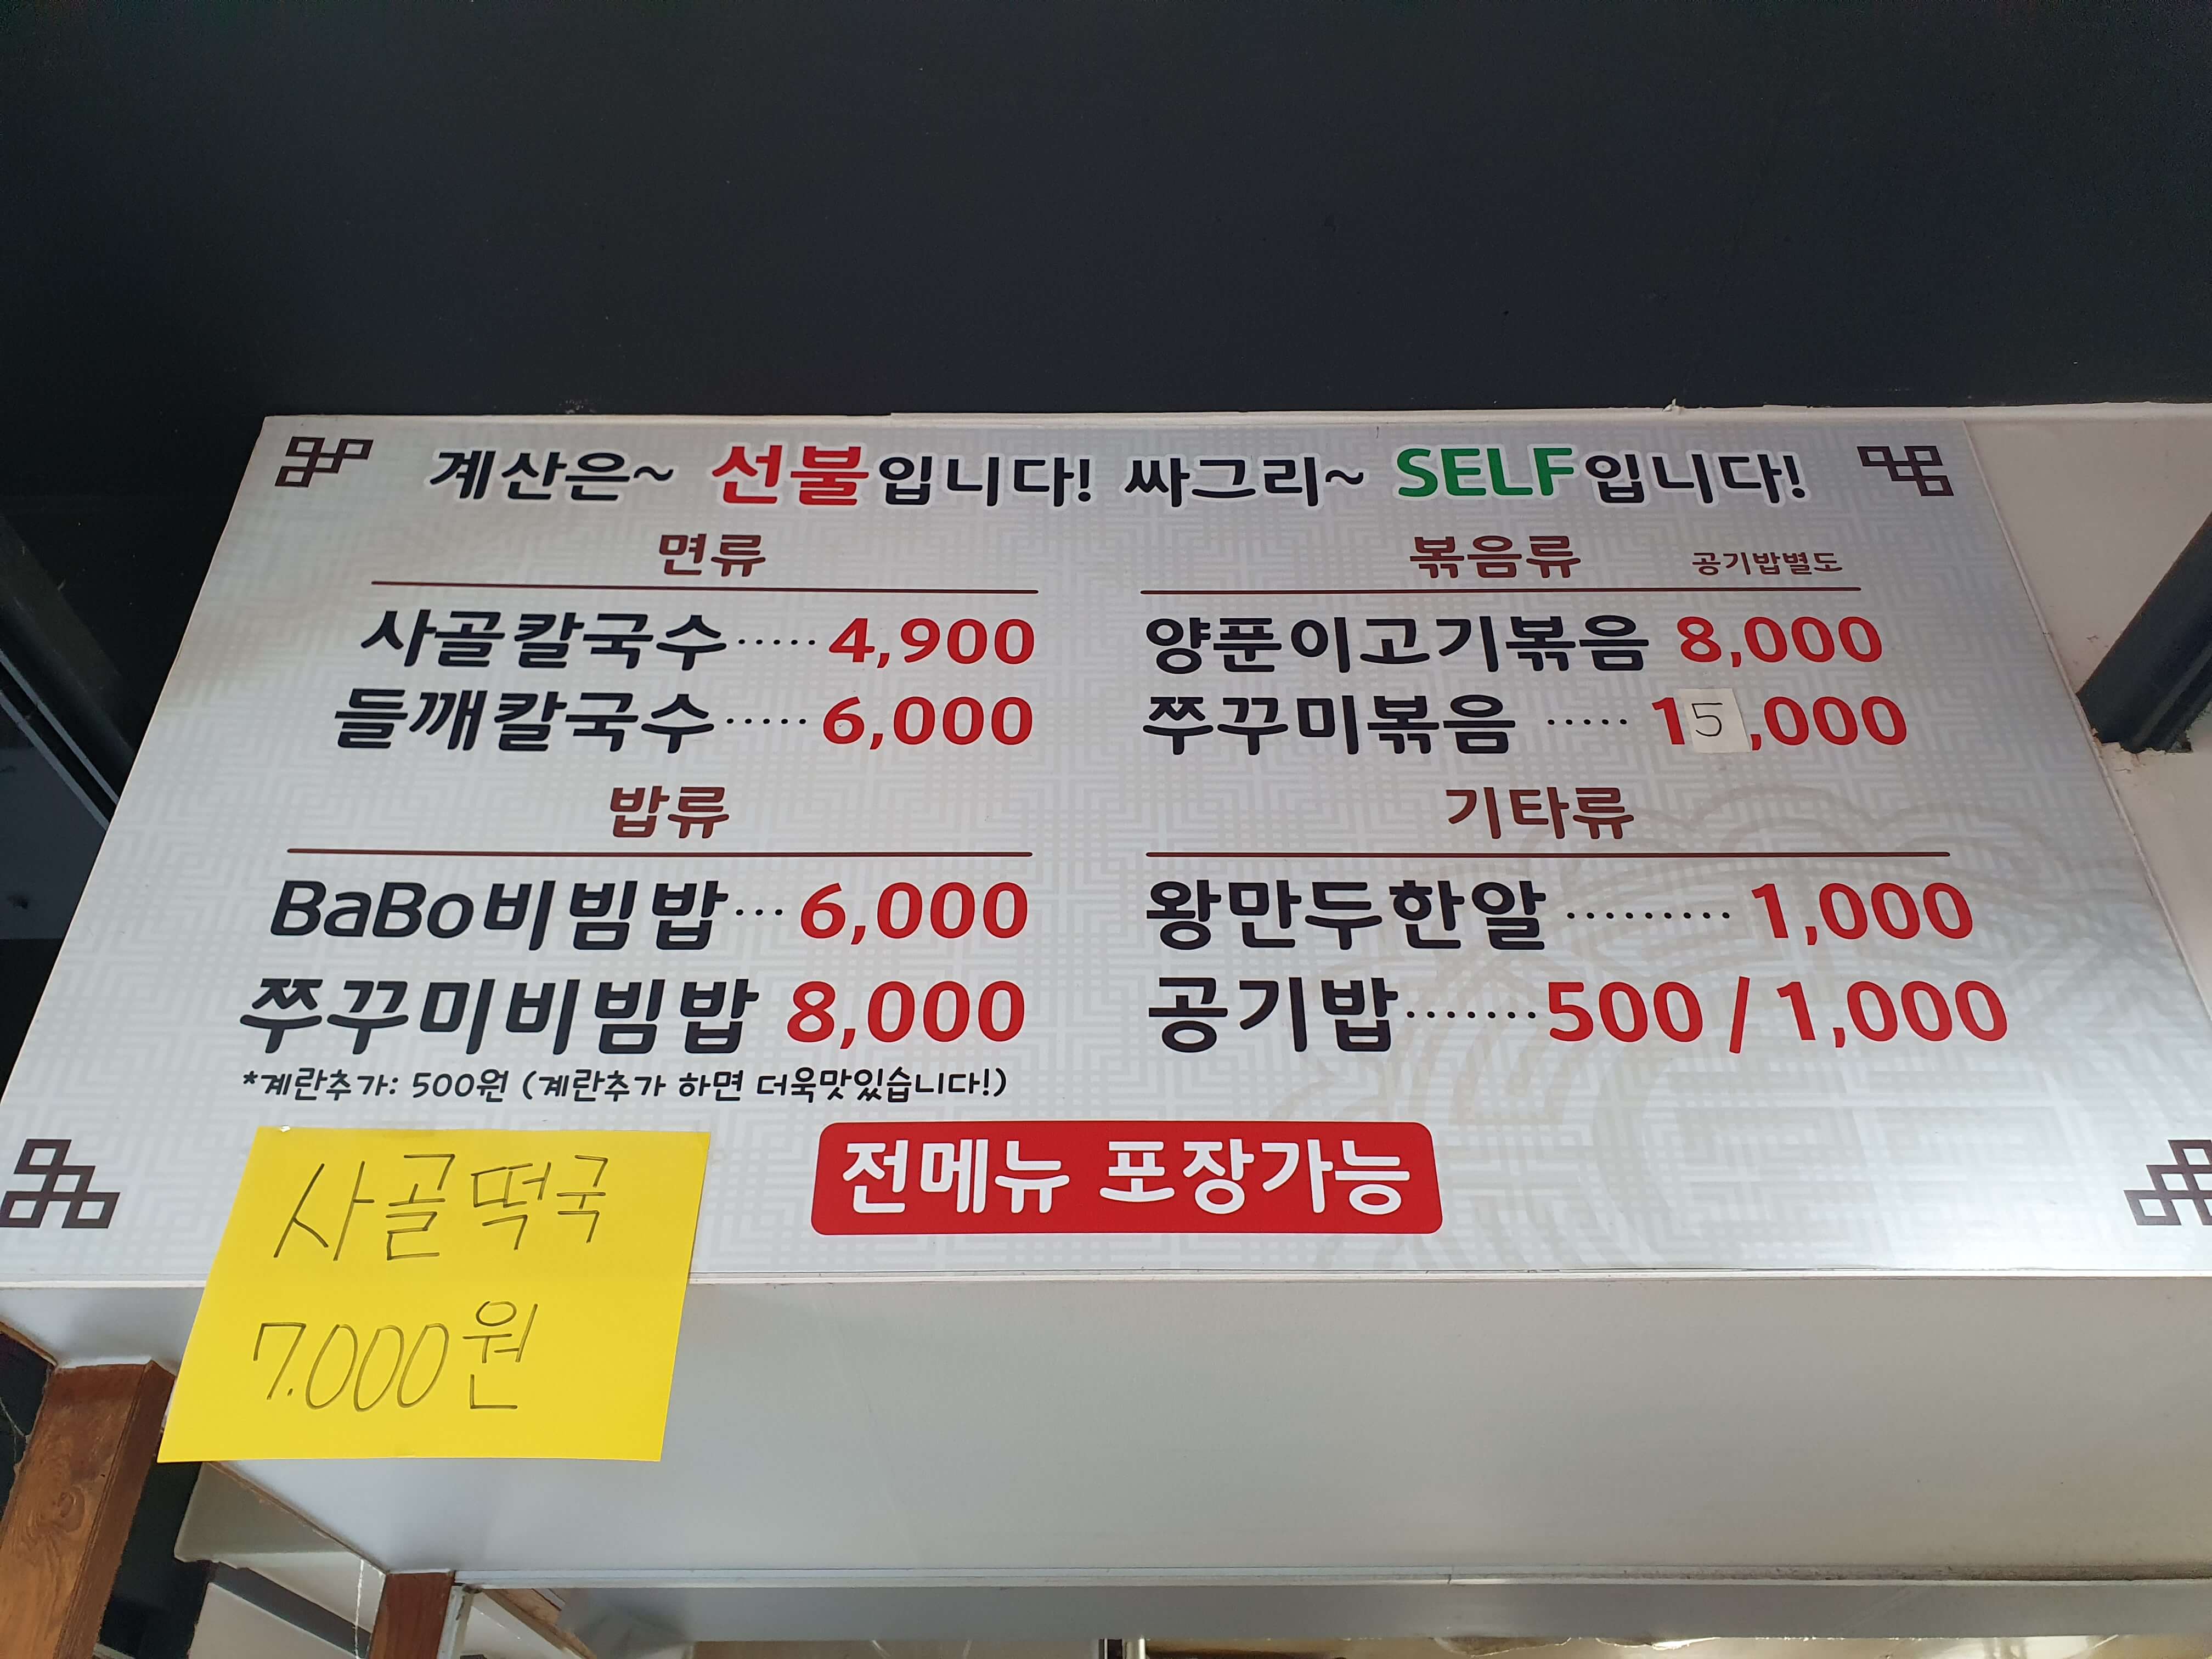 계산은~ 선불입니다! 싸그리~ SELF입니다!
면류
사골칼국수·····4,900
들깨칼국수·····6,000
밥류
BaBo비빔밥···6,000
쭈꾸미비빔밥 8,000
*계란추가: 500원 (계란추가 하면 더욱맛있습니다!)
볶음류 공기밥별도
양푼이고기볶음 8,000
쭈꾸미볶음 ····· 15,000
기타류
왕만두한알·········1,000
공기밥·······500 / 1,000
전메뉴 포장가능
사골떡국
7.000원